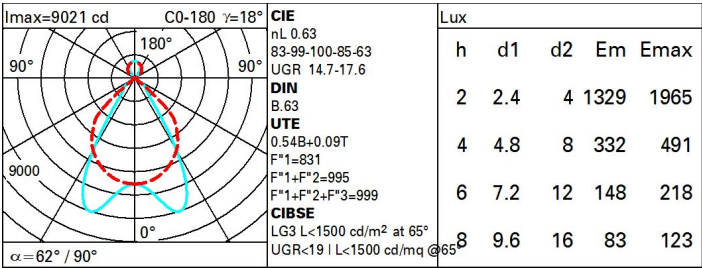 Imax=9021 cd C0-180 γ=18°
180°
90° 90°
9000
0°
α=62° / 90°
CIE
nL 0.63
83-99-100-85-63
UGR 14.7-17.6
DIN
B.63
UTE
0.54B+0.09T
F"1=831
F"1+F"2=995
F"1+F"2+F"3=999
CIBSE
LG3 L<1500 cd/m² at 65°
UGR<19 | L<1500 cd/mq @65°
Lux
h d1 d2 Em Emax
2 2.4 4 1329 1965
4 4.8 8 332 491
6 7.2 12 148 218
8 9.6 16 83 123